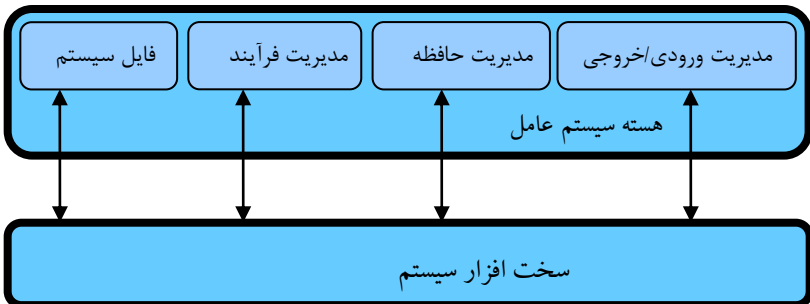 مدیریت ورودی/خروجی
مدیریت حافظه
مدیریت فرآیند
فایل سیستم
هسته سیستم عامل
سخت افزار سیستم